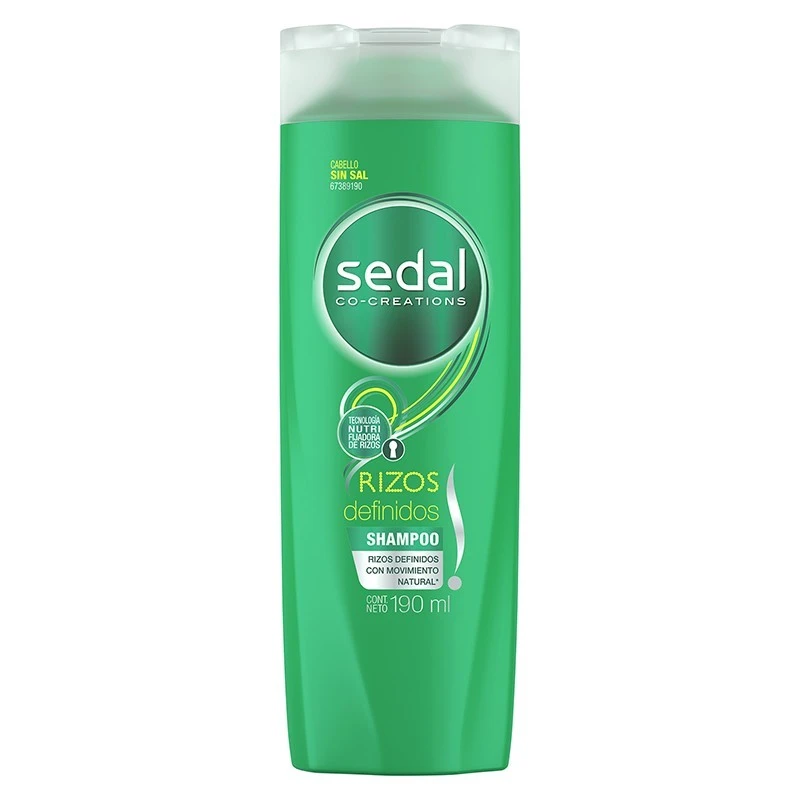 CABELLO
SIN SAL
67389190
sedal
CO-CREATIONS
TECNOLOGÍA
NUTRI
FIJADORA
DE RIZOS
RIZOS
definidos
SHAMPOO
RIZOS DEFINIDOS
CON MOVIMIENTO
NATURAL*
CONT.
NETO 190 ml